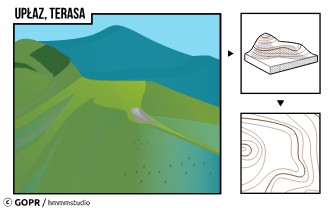 UPŁAZ, TERASA
c GOPR / hmmmstudio